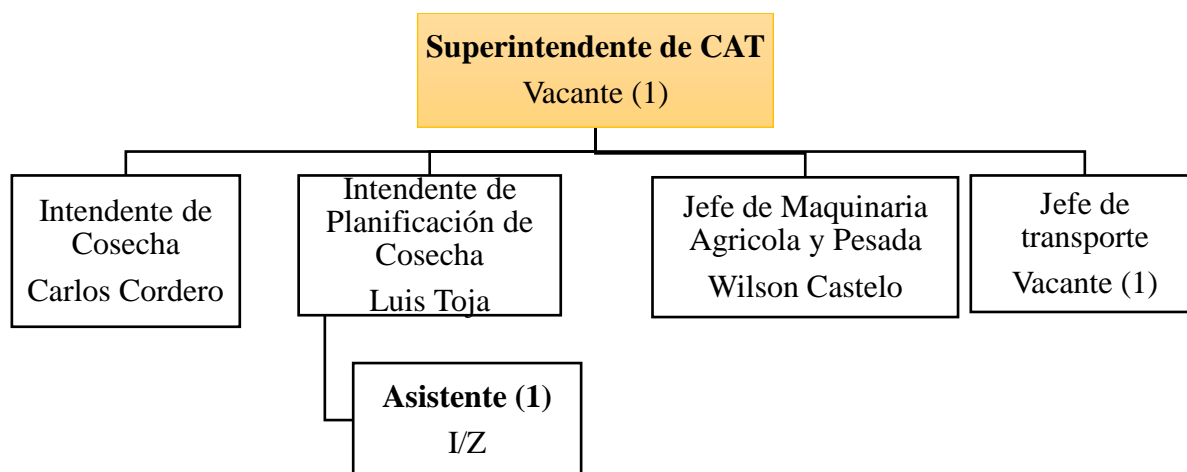 Superintendente de CAT
Vacante (1)
Intendente de
Cosecha
Carlos Cordero
Intendente de
Planificación de
Cosecha
Luis Toja
Jefe de Maquinaria
Agricola y Pesada
Wilson Castelo
Jefe de
transporte
Vacante (1)
Asistente (1)
I/Z